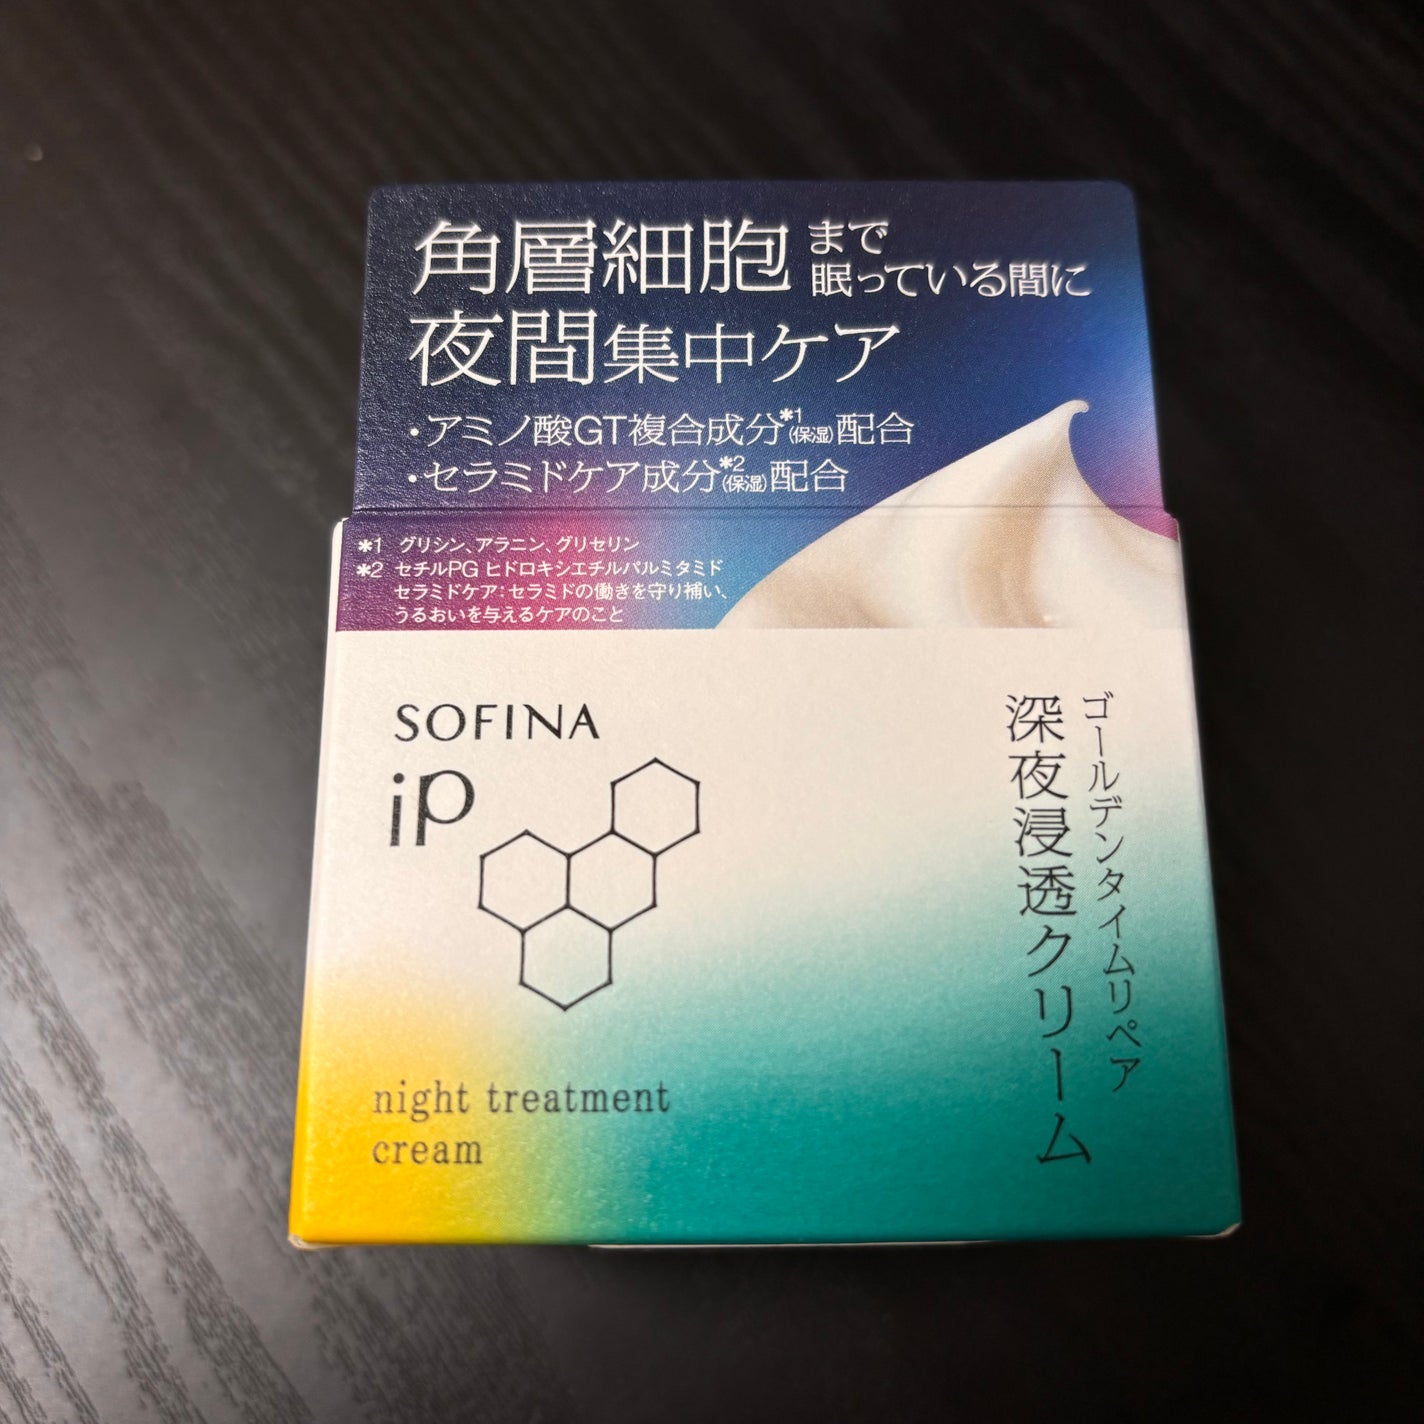 角層細胞まで
眠っている間に
夜間集中ケア
・アミノ酸GT複合成分*1(保湿)配合
・セラミドケア成分*2(保湿)配合
*1 グリシン、アラニン、グリセリン
*2 セチルPG ヒドロキシエチルパルミタミド
セラミドケア：セラミドの働きを守り補い、
うるおいを与えるケアのこと
SOFINA
iP
ゴールデンタイムリペア
深夜浸透クリーム
night treatment
cream